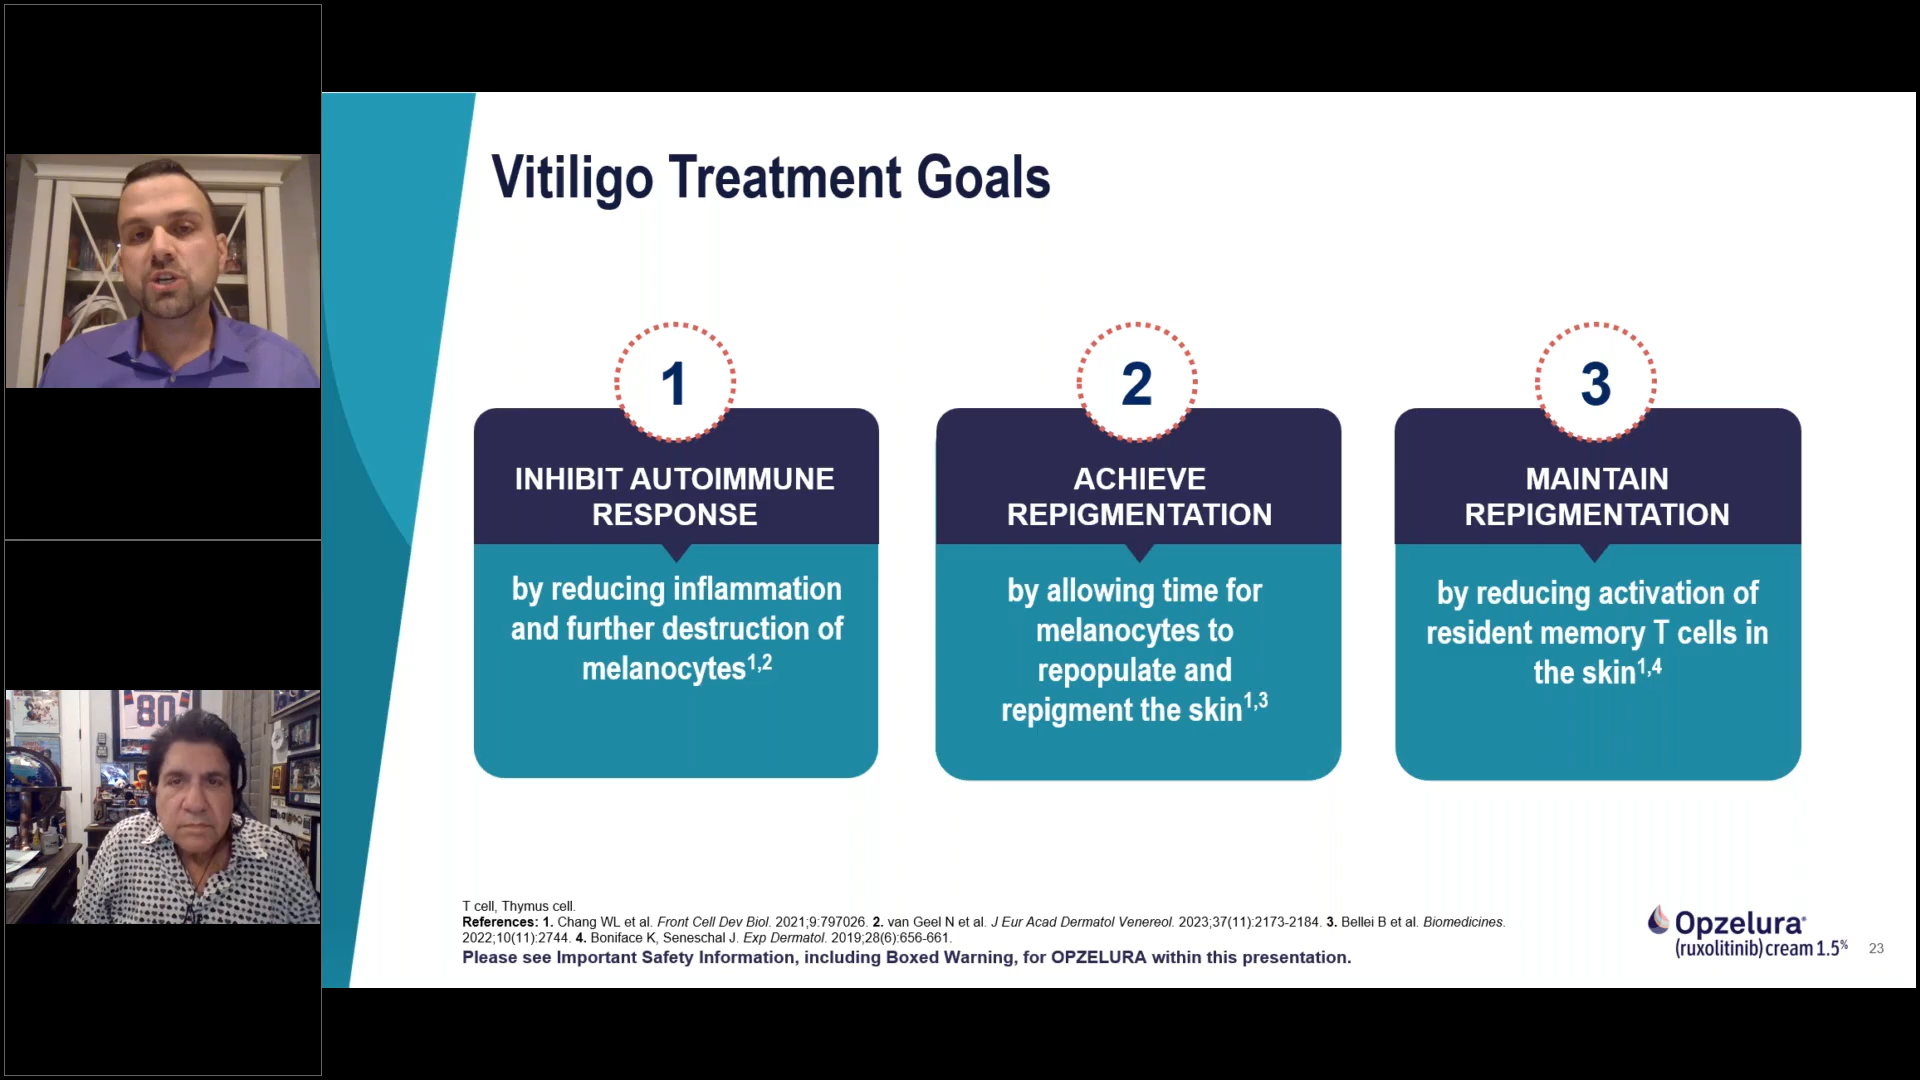 80
Vitiligo Treatment Goals
1
INHIBIT AUTOIMMUNE
RESPONSE
by reducing inflammation
and further destruction of
melanocytes1,2
2
ACHIEVE
REPIGMENTATION
by allowing time for
melanocytes to
repopulate and
repigment the skin1,3
3
MAINTAIN
REPIGMENTATION
by reducing activation of
resident memory T cells in
the skin1,4
T cell, Thymus cell.
References: 1. Chang WL et al. Front Cell Dev Biol. 2021;9:797026. 2. van Geel N et al. J Eur Acad Dermatol Venereol. 2023;37(11):2173-2184. 3. Bellei B et al. Biomedicines.
2022;10(11):2744. 4. Boniface K, Seneschal J. Exp Dermatol. 2019;28(6):656-661.
Please see Important Safety Information, including Boxed Warning, for OPZELURA within this presentation.
Opzelura®
(ruxolitinib) cream 1.5%
23